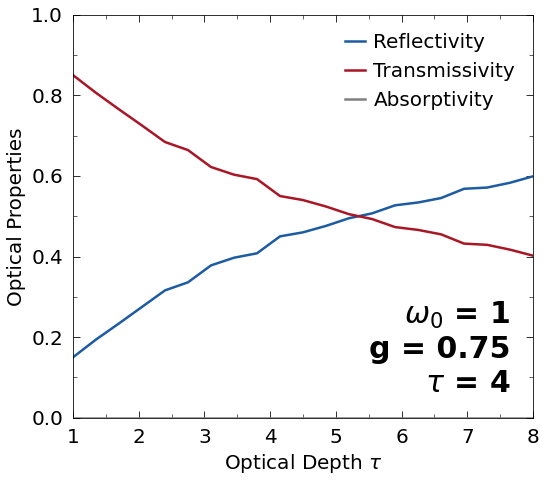 Reflectivity
Transmissivity
Absorptivity
ω₀ = 1
g = 0.75
τ = 4
Optical Properties
1.0
0.8
0.6
0.4
0.2
0.0
1 2 3 4 5 6 7 8
Optical Depth τ